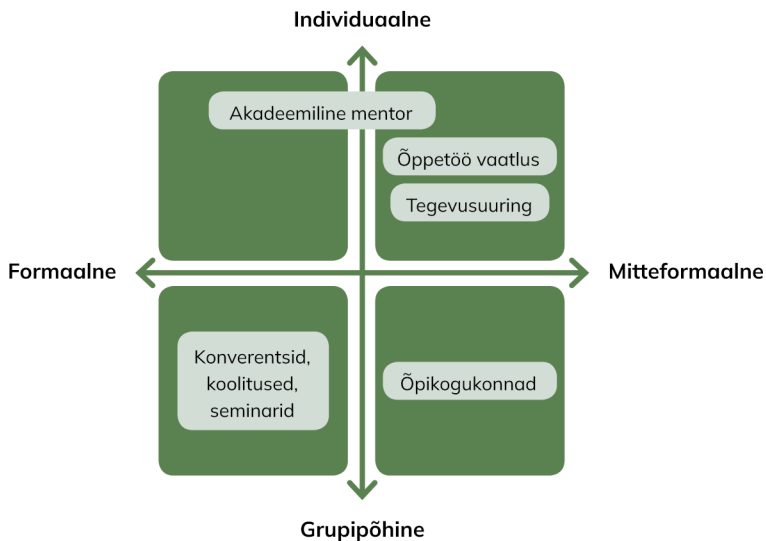 Individuaalne
Akadeemiline mentor
Õppetöö vaatlus
Tegevusuuring
Formaalne
Mitteformaalne
Konverentsid,
koolitused,
seminarid
Õpikogukonnad
Grupipõhine